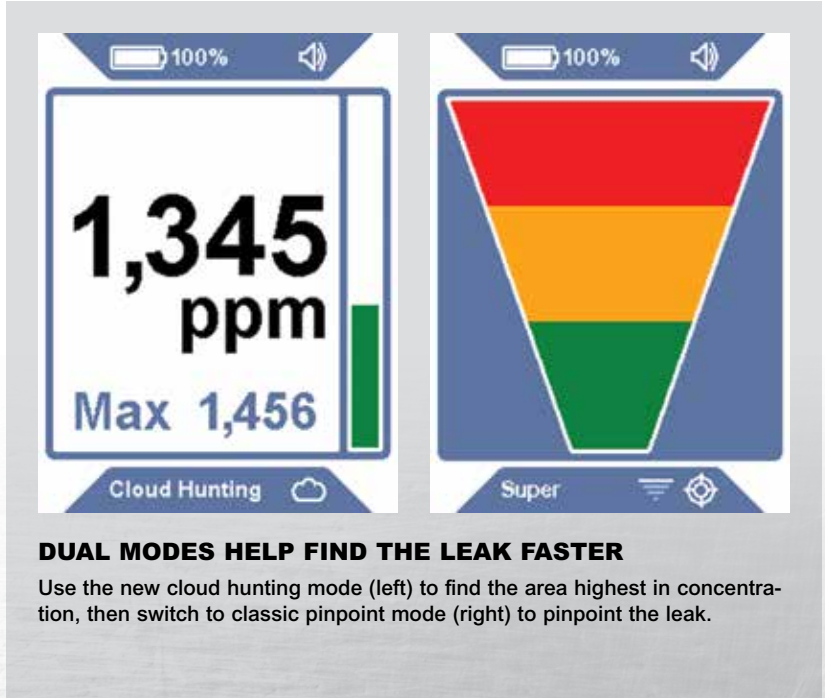 100%
1,345
ppm
Max 1,456
Cloud Hunting
100%
Super
DUAL MODES HELP FIND THE LEAK FASTER
Use the new cloud hunting mode (left) to find the area highest in concentra-
tion, then switch to classic pinpoint mode (right) to pinpoint the leak.